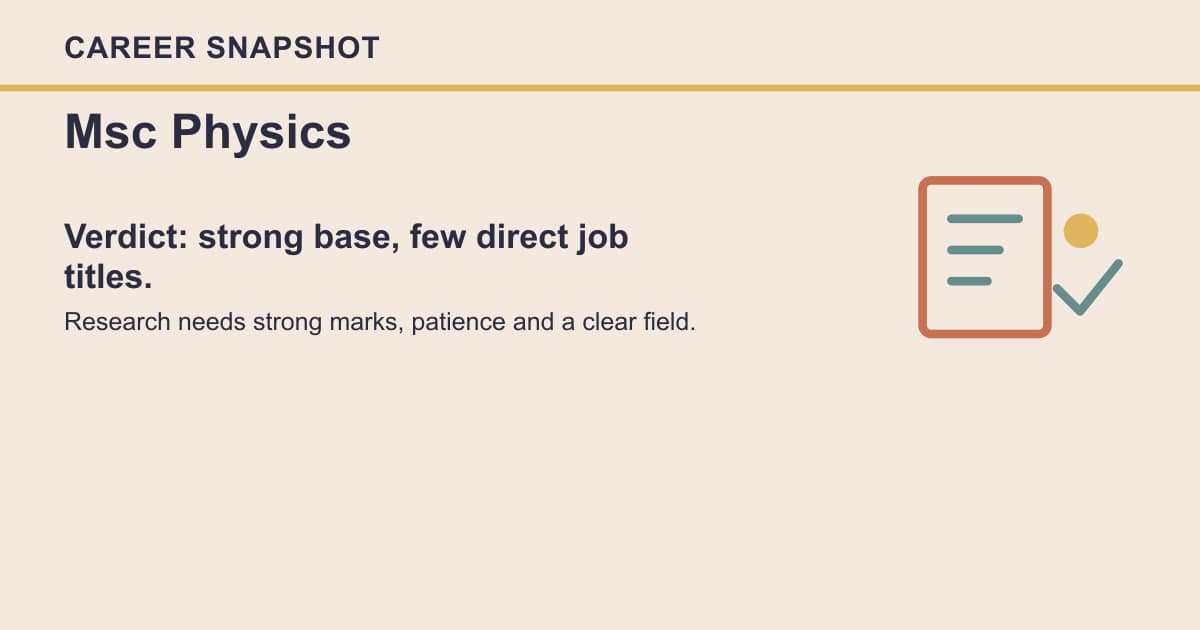 CAREER SNAPSHOT
Msc Physics
Verdict: strong base, few direct job
titles.
Research needs strong marks, patience and a clear field.